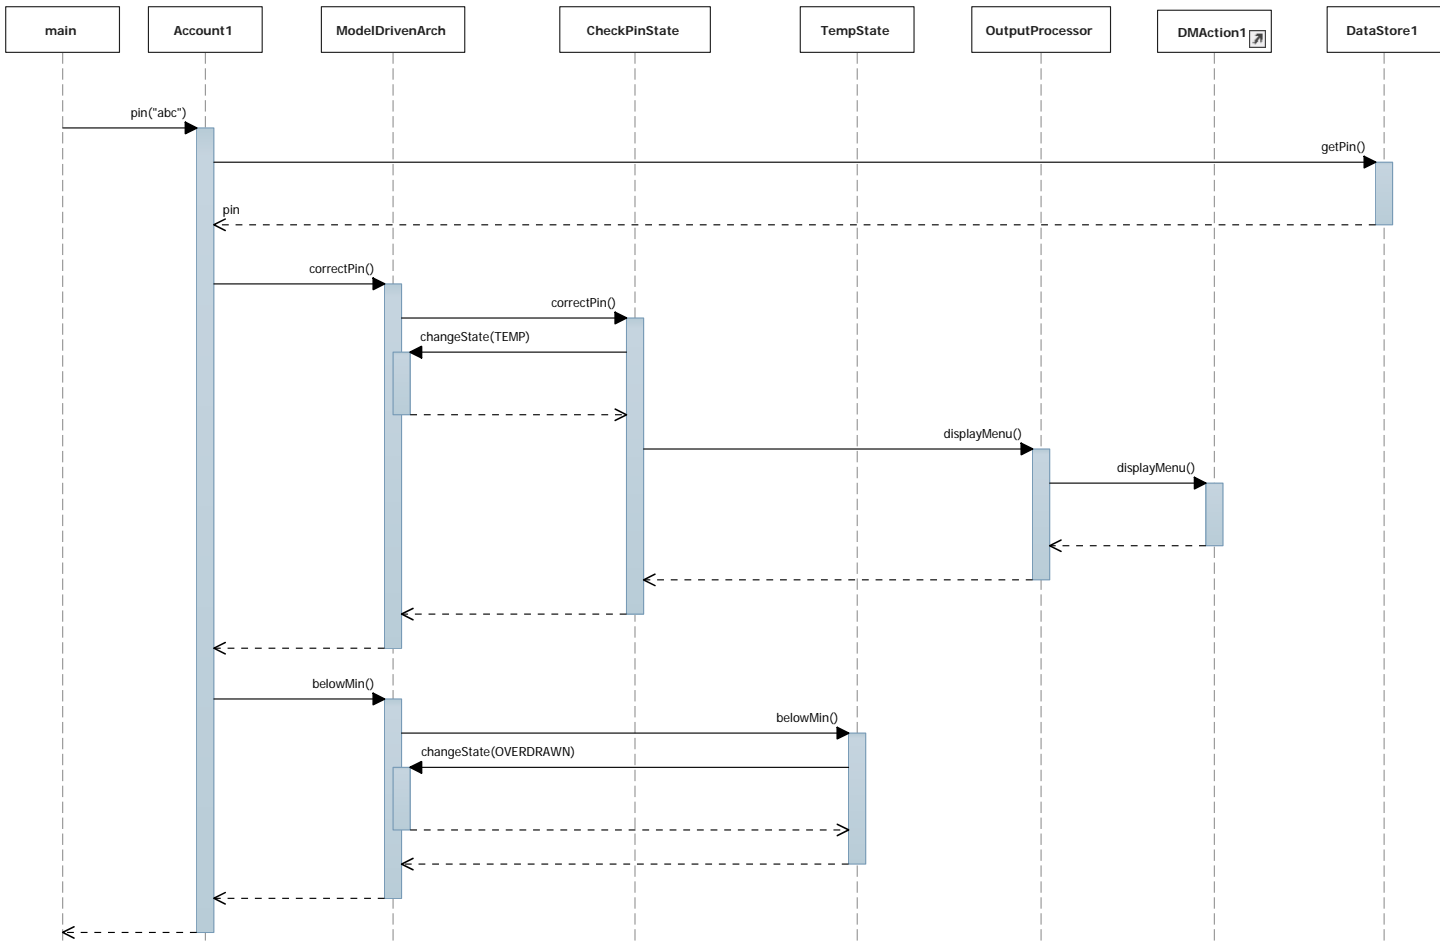 main
Account1
ModelDrivenArch
CheckPinState
TempState
OutputProcessor
DMAction1
DataStore1
pin("abc")
getPin()
pin
correctPin()
correctPin()
changeState(TEMP)
displayMenu()
displayMenu()
belowMin()
belowMin()
changeState(OVERDRAWN)